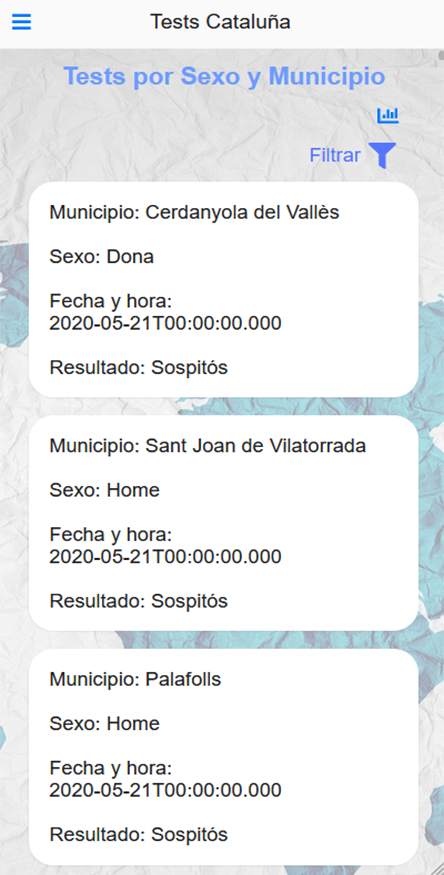 Tests Cataluña
Tests por Sexo y Municipio
Filtrar
Municipio: Cerdanyola del Vallès
Sexo: Dona
Fecha y hora:
2020-05-21T00:00:00.000
Resultado: Sospitós
Municipio: Sant Joan de Vilatorrada
Sexo: Home
Fecha y hora:
2020-05-21T00:00:00.000
Resultado: Sospitós
Municipio: Palafolls
Sexo: Home
Fecha y hora:
2020-05-21T00:00:00.000
Resultado: Sospitós